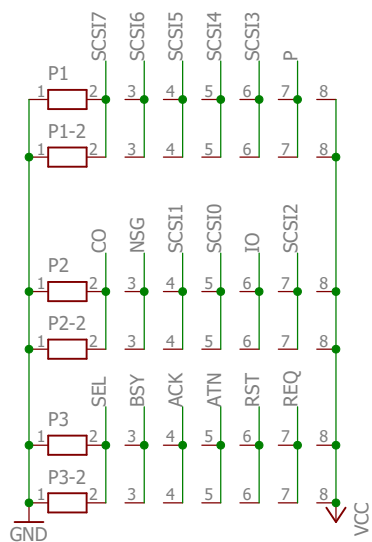 SCSI7 SCSI6 SCSI5 SCSI4 SCSI3 P
P1
1 2 3 4 5 6 7 8
P1-2
1 2 3 4 5 6 7 8
CO NSG SCSI1 SCSI0 IO SCSI2
P2
1 2 3 4 5 6 7 8
P2-2
1 2 3 4 5 6 7 8
SEL BSY ACK ATN RST REQ
P3
1 2 3 4 5 6 7 8
P3-2
1 2 3 4 5 6 7 8
GND VCC